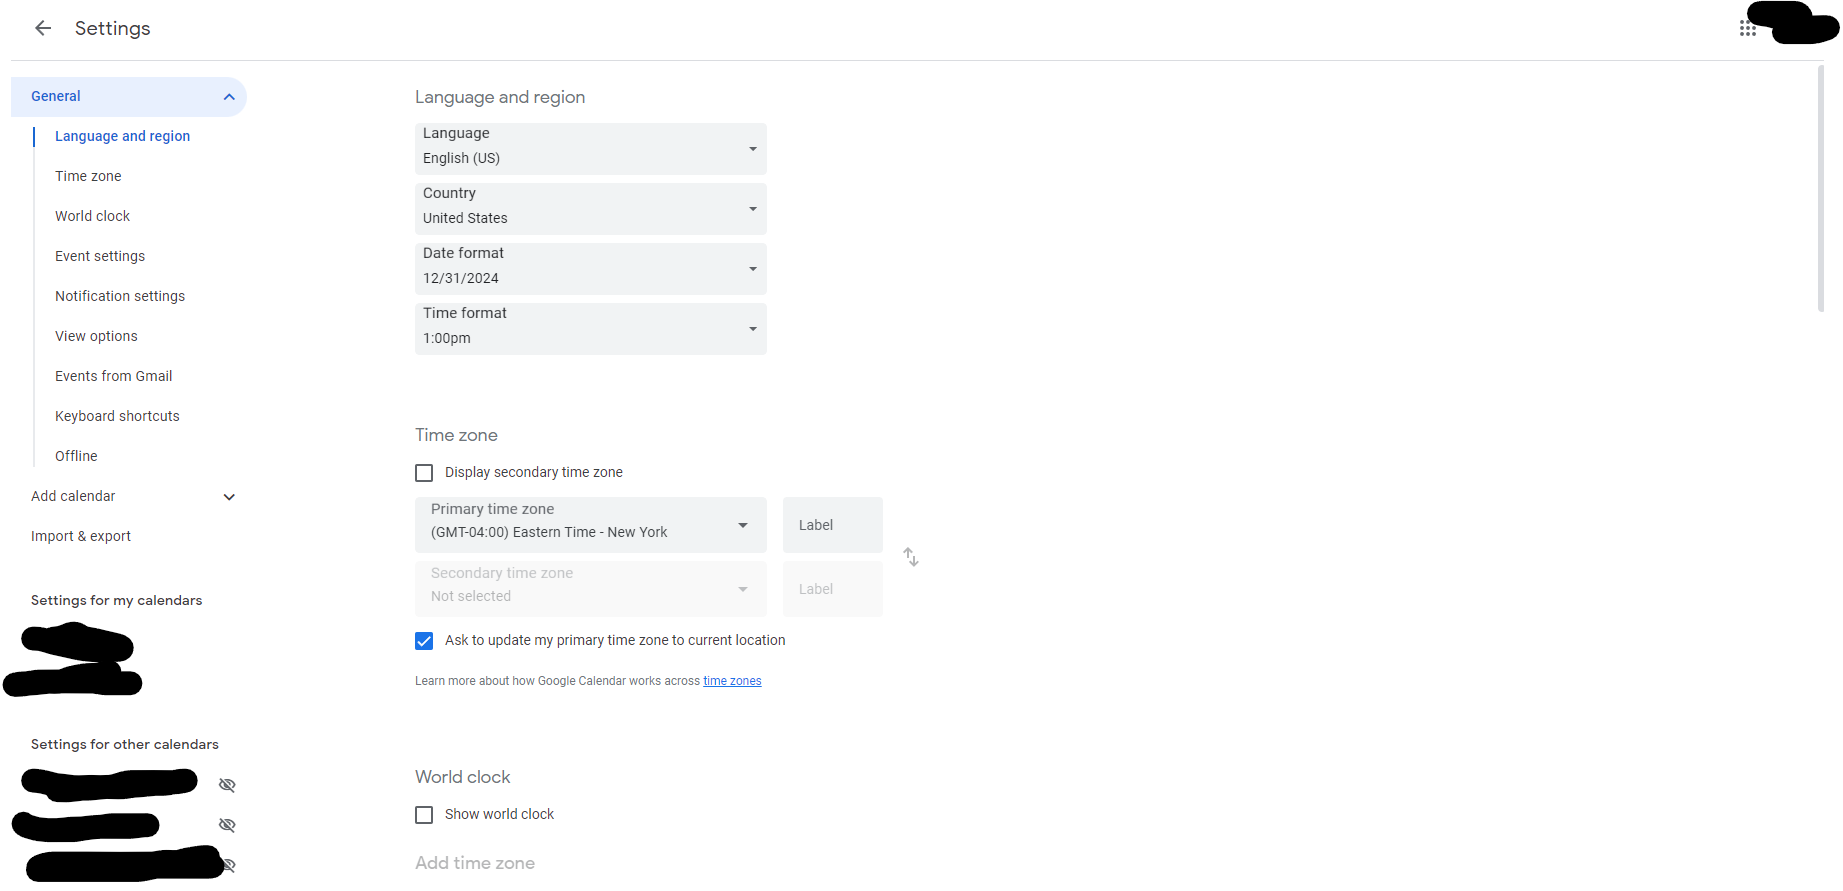 Settings
General
Language and region
Time zone
World clock
Event settings
Notification settings
View options
Events from Gmail
Keyboard shortcuts
Offline
Add calendar
Import & export
Settings for my calendars
Settings for other calendars
Language and region
Language
English (US)
Country
United States
Date format
12/31/2024
Time format
1:00pm
Time zone
Display secondary time zone
Primary time zone
(GMT-04:00) Eastern Time - New York
Label
Secondary time zone
Not selected
Label
Ask to update my primary time zone to current location
Learn more about how Google Calendar works across time zones
World clock
Show world clock
Add time zone